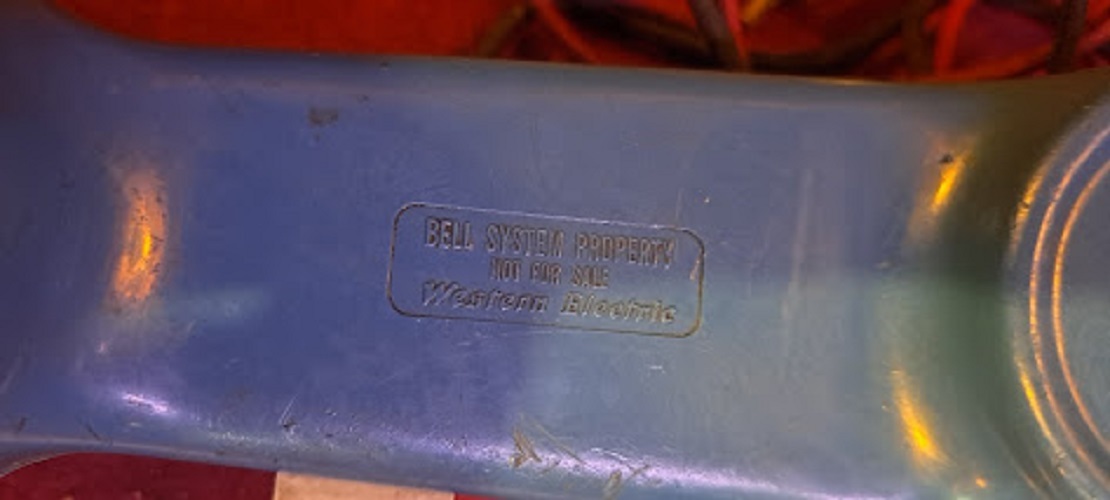 BELL SYSTEM PROPERTY
NOT FOR SALE
Western Electric